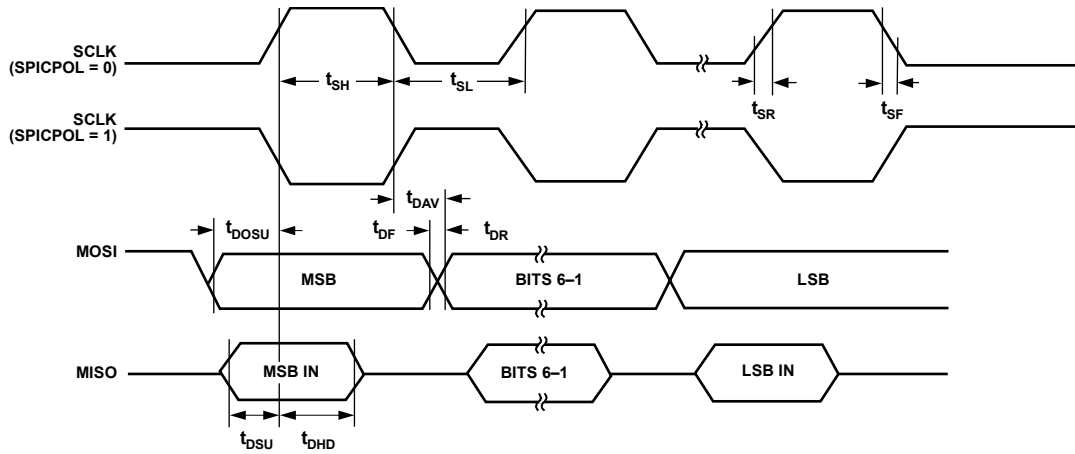 SCLK
(SPICPOL = 0)
tSH
tSL
tSR
tSF
SCLK
(SPICPOL = 1)
tDAV
tDOSU
tDF
tDR
MOSI
MSB
BITS 6–1
LSB
MISO
MSB IN
BITS 6–1
LSB IN
tDSU
tDHD